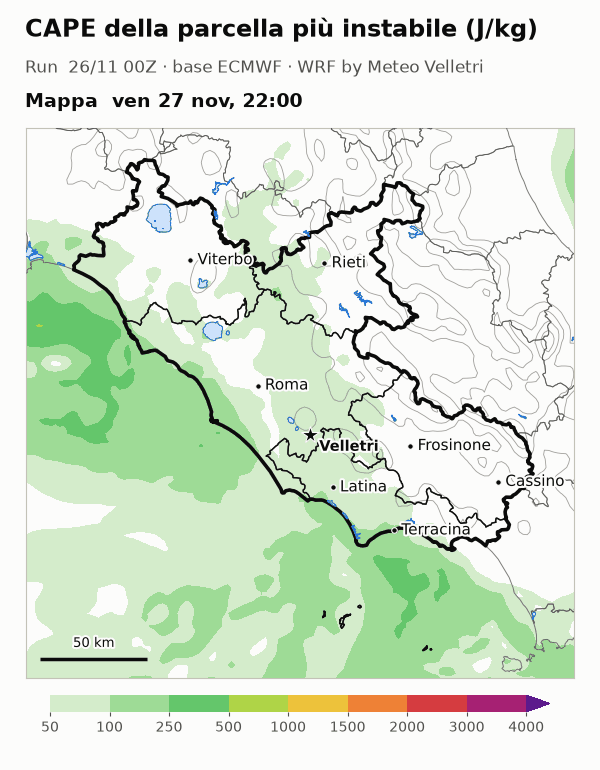 CAPE della parcella più instabile (J/kg)
Run 26/11 00Z · base ECMWF · WRF by Meteo Velletri
Mappa ven 27 nov, 22:00
Viterbo
Rieti
Roma
Velletri
Frosinone
Cassino
Latina
Terracina
50 km
50 100 250 500 1000 1500 2000 3000 4000